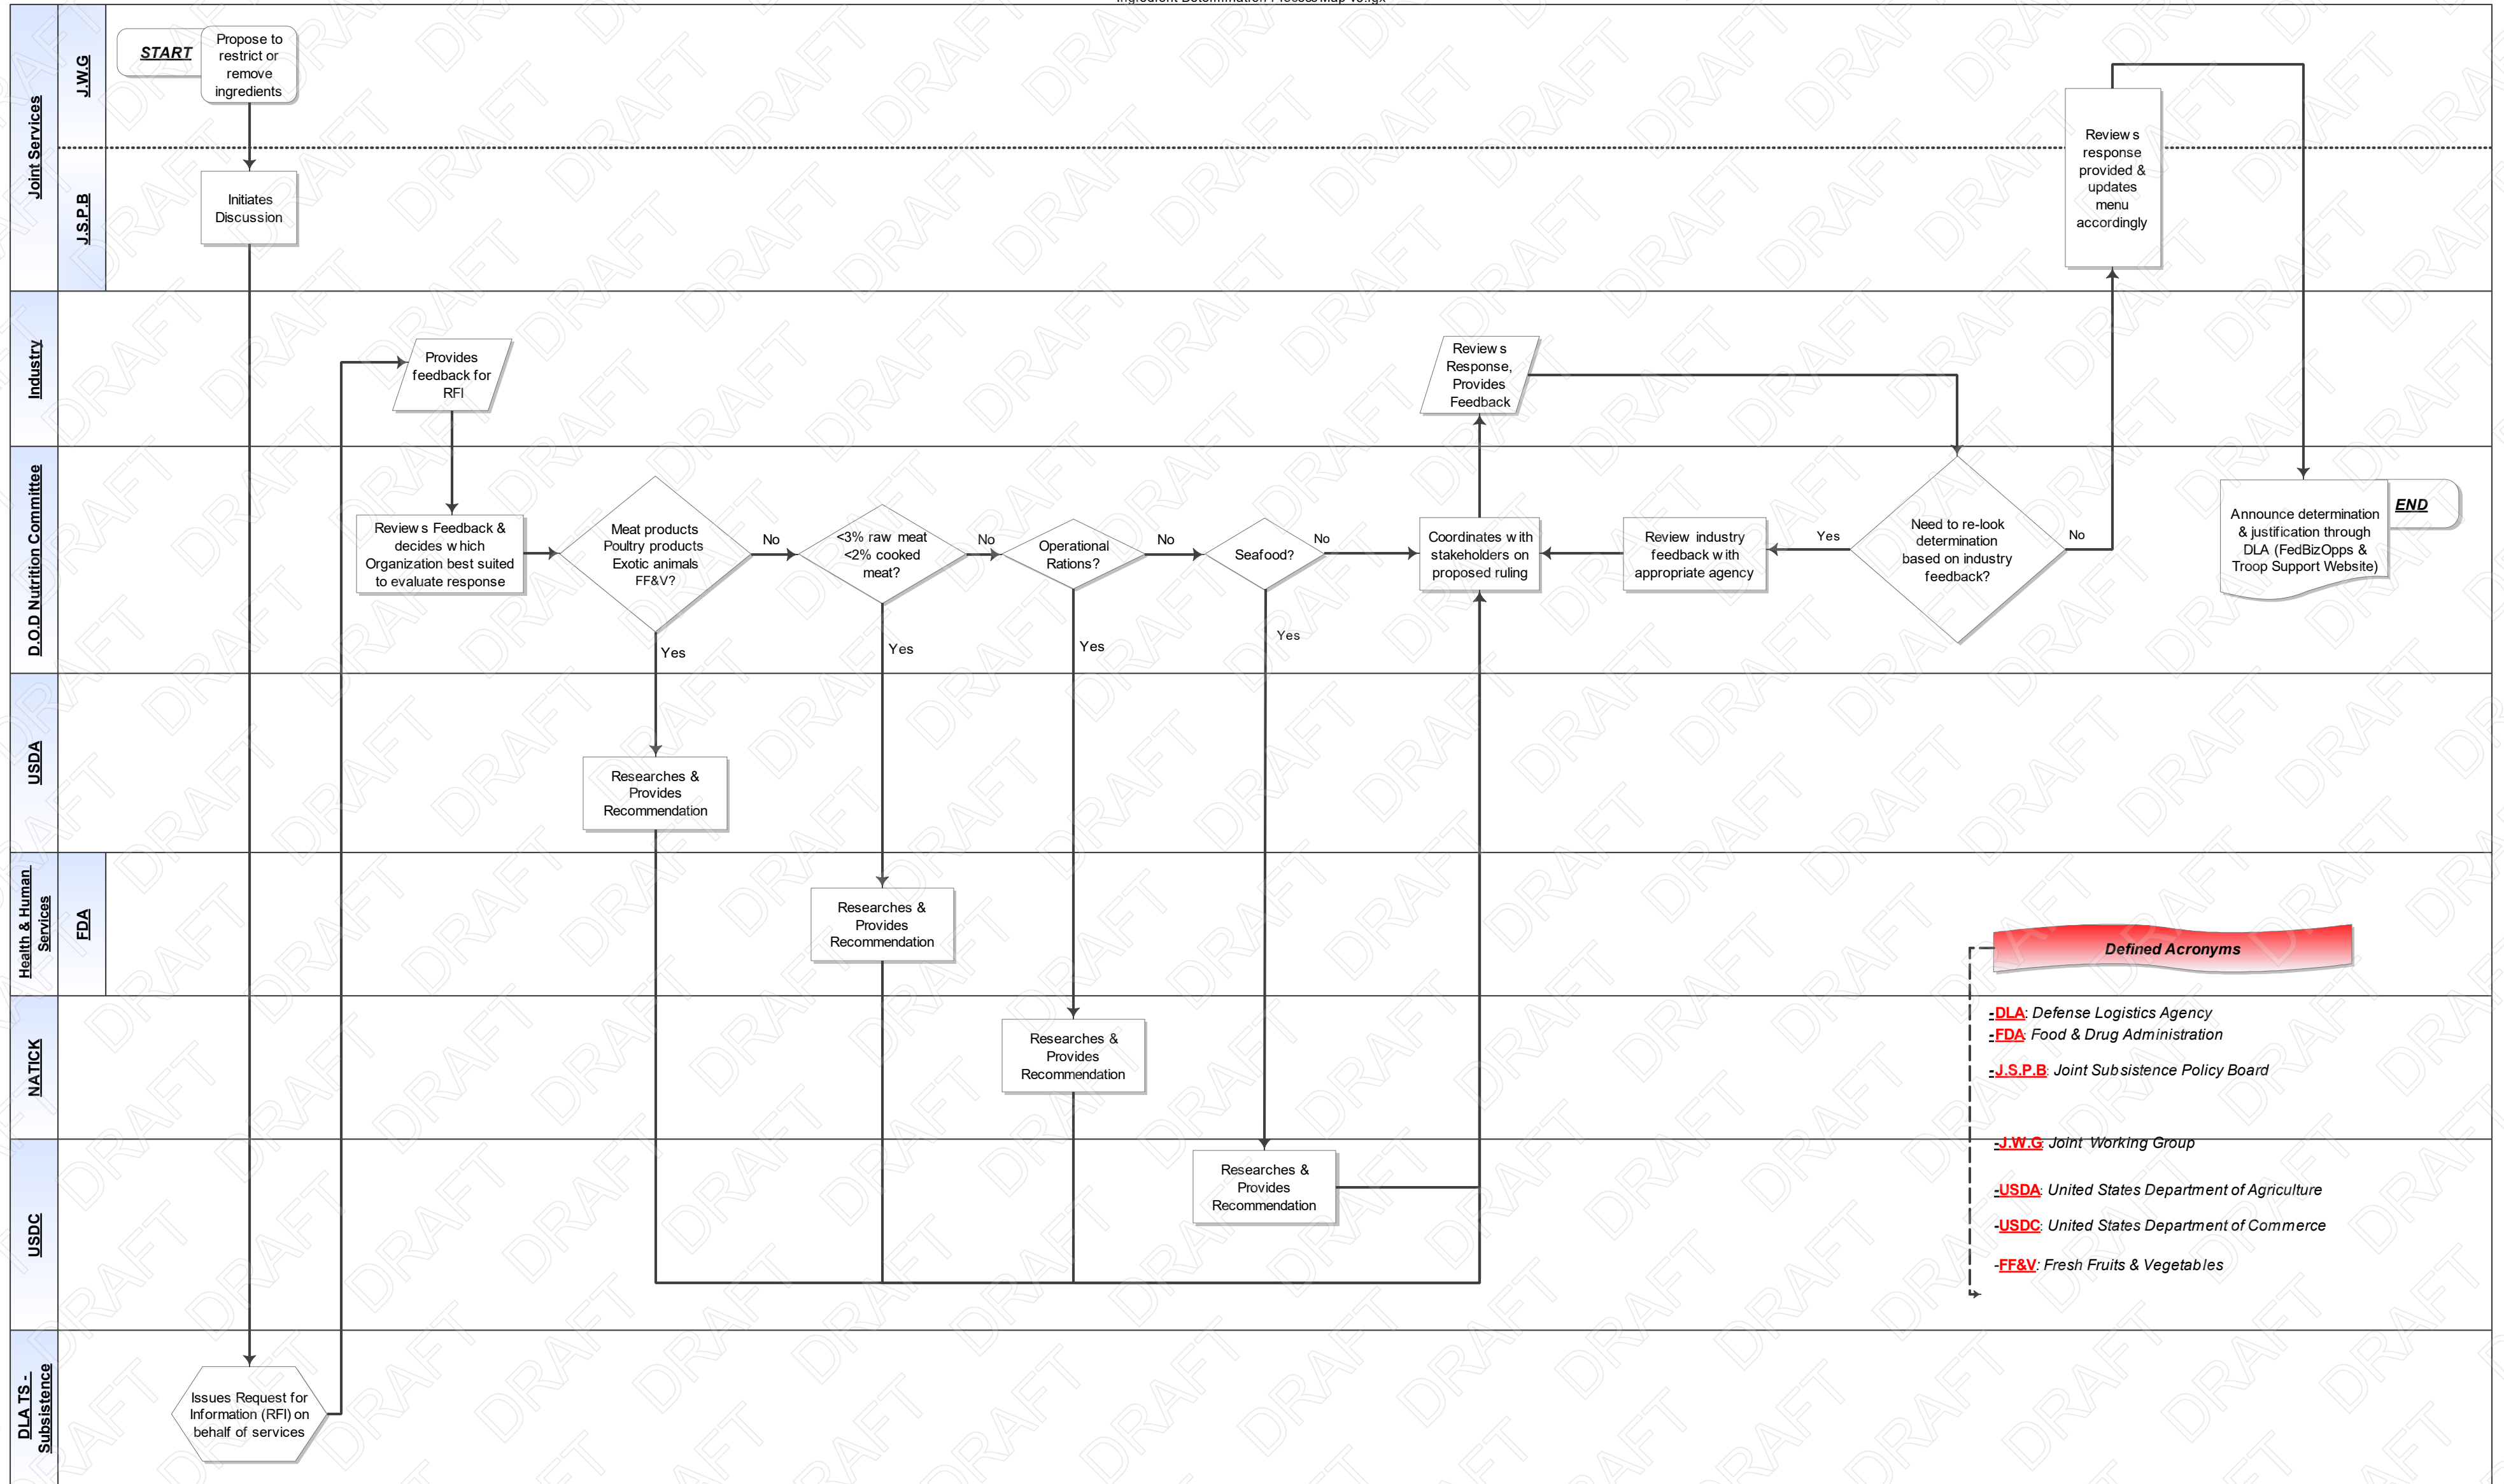 Ingredient Determination Process Map v3.igx
Joint Services
J.W.G
START
Propose to
restrict or
remove
ingredients
J.S.P.B
Initiates
Discussion
Reviews
response
provided &
updates
menu
accordingly
Industry
Provides
feedback for
RFI
Reviews
Response,
Provides
Feedback
D.O.D Nutrition Committee
Reviews Feedback &
decides which
Organization best suited
to evaluate response
Meat products
Poultry products
Exotic animals
FF&V?
No
Yes
<3% raw meat
<2% cooked
meat?
No
Yes
Operational
Rations?
No
Yes
Seafood?
No
Yes
Coordinates with
stakeholders on
proposed ruling
Review industry
feedback with
appropriate agency
Yes
Need to re-look
determination
based on industry
feedback?
No
Announce determination
& justification through
DLA (FedBizOpps &
Troop Support Website)
END
USDA
Researches &
Provides
Recommendation
Health & Human
Services
FDA
Researches &
Provides
Recommendation
NATICK
Researches &
Provides
Recommendation
USDC
Researches &
Provides
Recommendation
DLA TS -
Subsistence
Issues Request for
Information (RFI) on
behalf of services
Defined Acronyms
-DLA: Defense Logistics Agency
-FDA: Food & Drug Administration
-J.S.P.B: Joint Subsistence Policy Board
-J.W.G: Joint Working Group
-USDA: United States Department of Agriculture
-USDC: United States Department of Commerce
-FF&V: Fresh Fruits & Vegetables
DRAFT